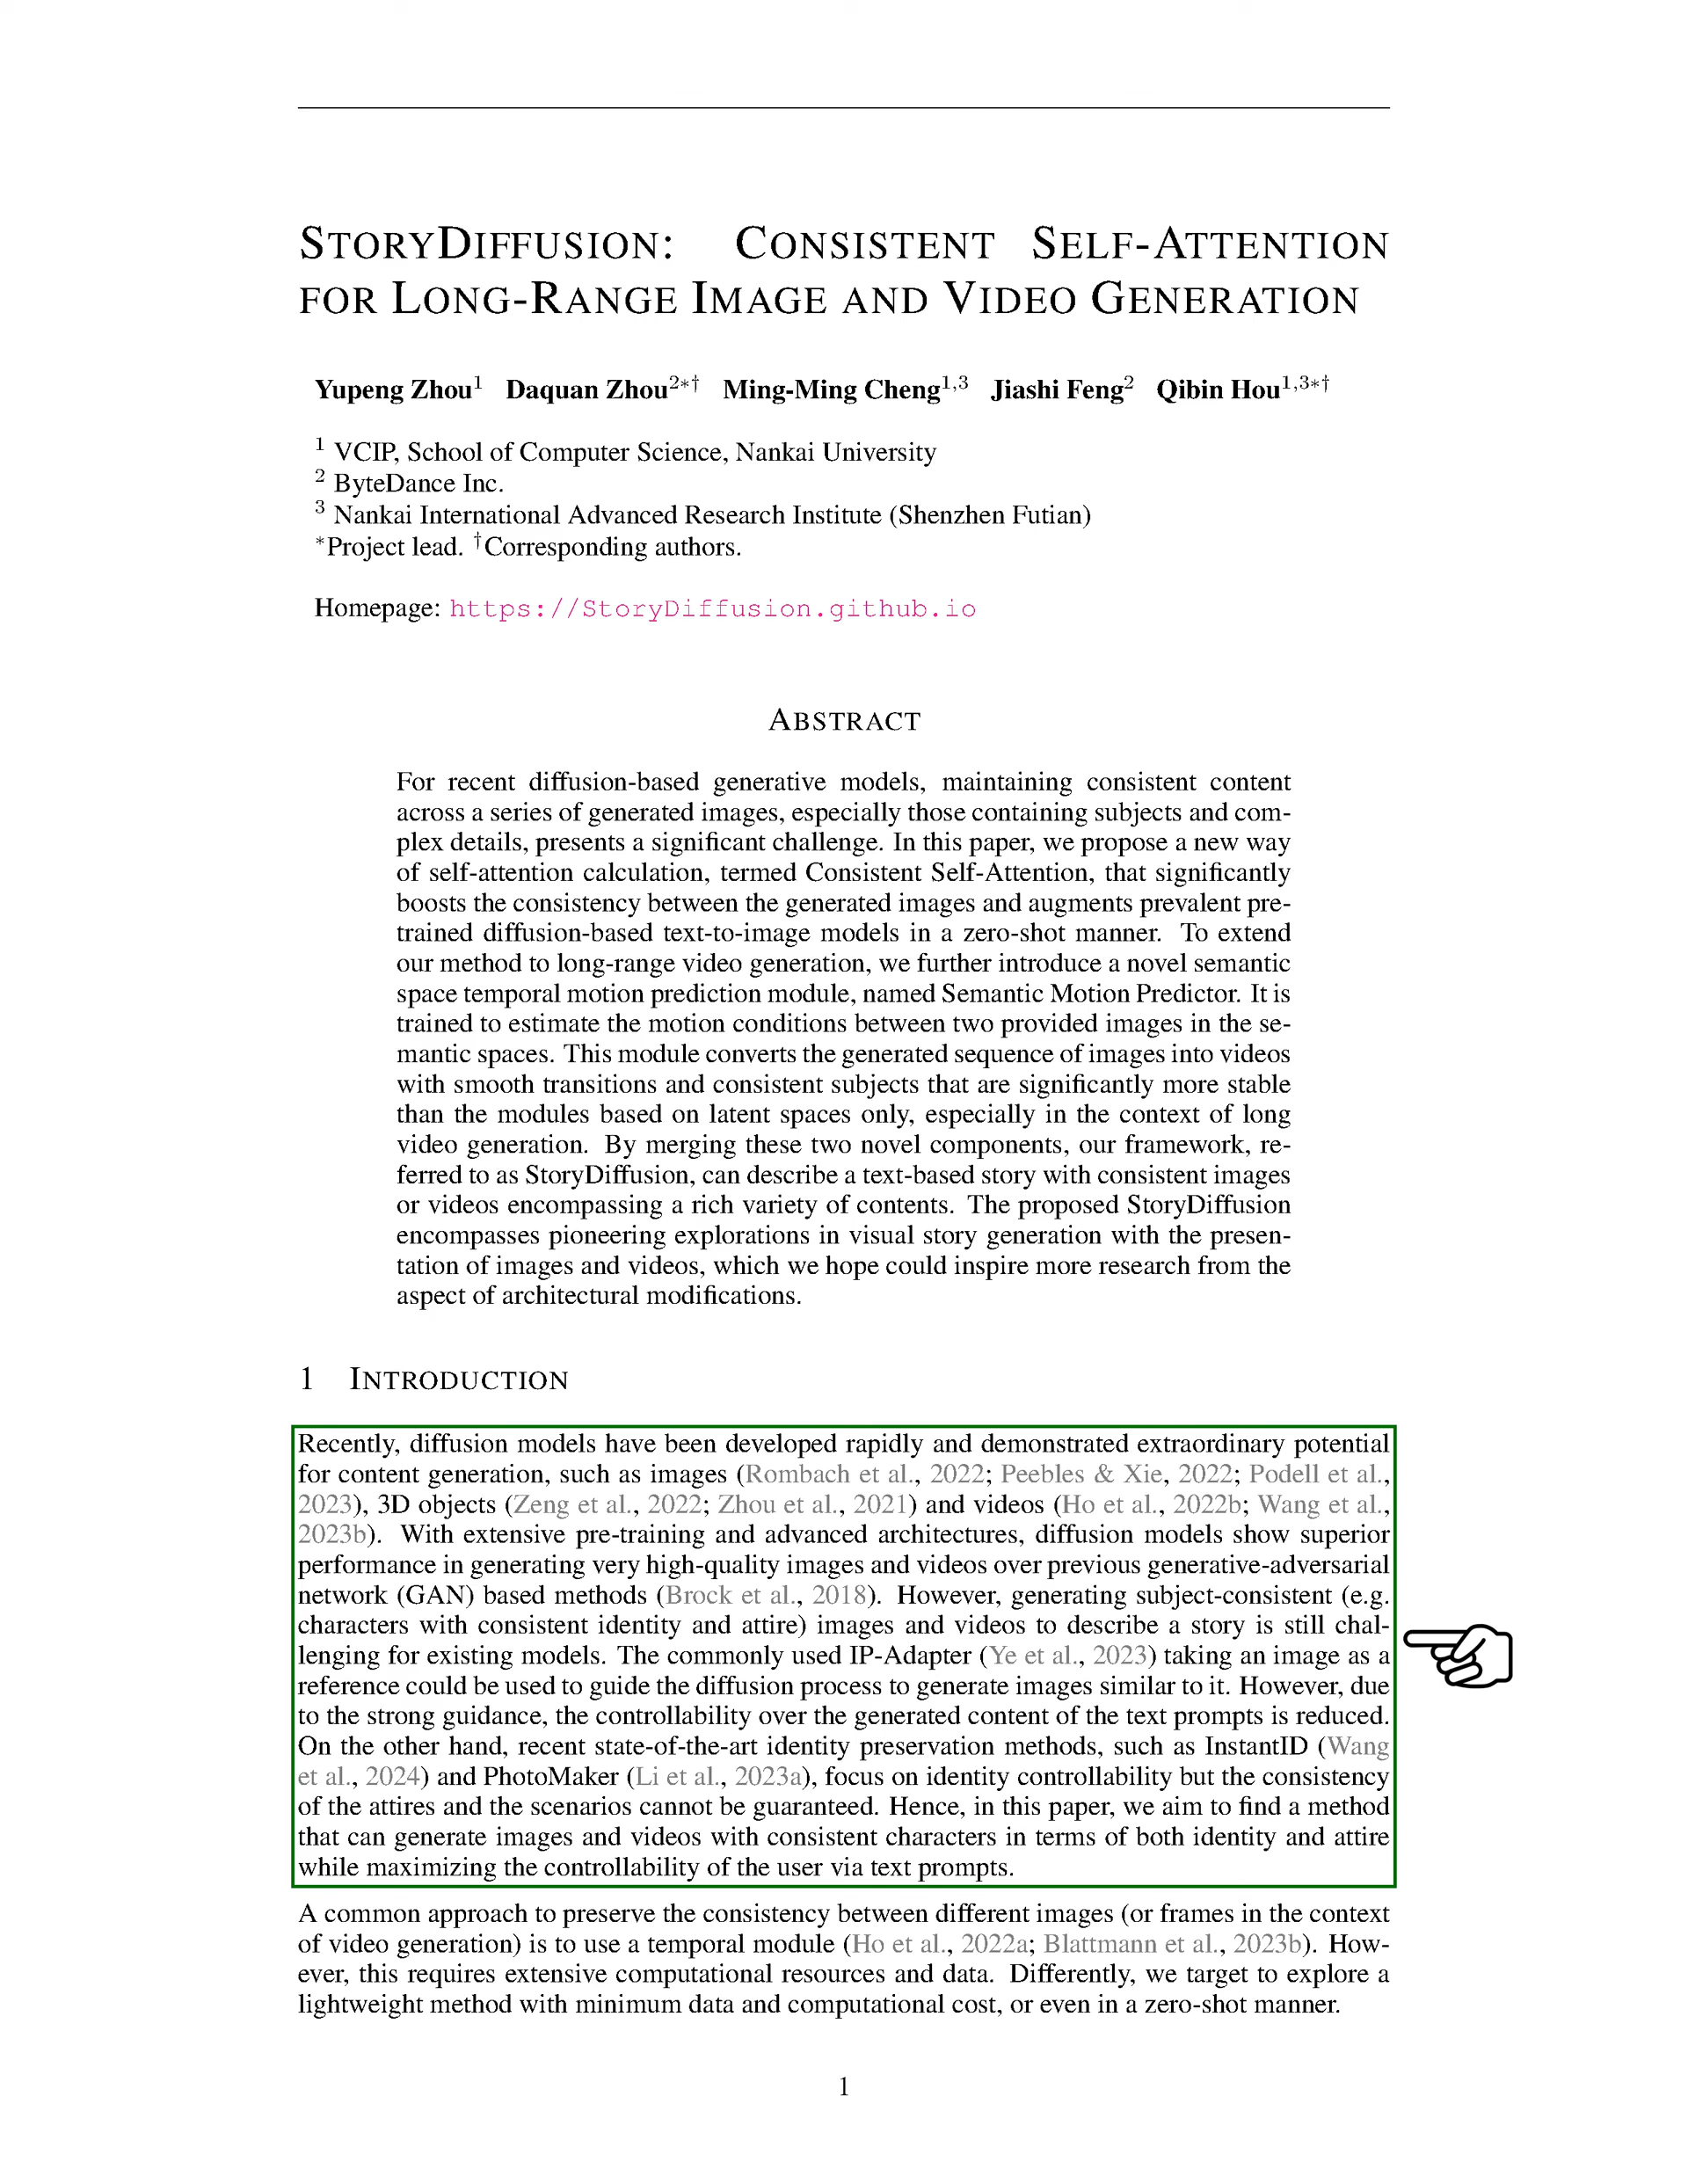 STORYDIFFUSION: CONSISTENT SELF-ATTENTION
FOR LONG-RANGE IMAGE AND VIDEO GENERATION
Yupeng Zhou1 Daquan Zhou2*† Ming-Ming Cheng1,3 Jiashi Feng2 Qibin Hou1,3*†
1 VCIP, School of Computer Science, Nankai University
2 ByteDance Inc.
3 Nankai International Advanced Research Institute (Shenzhen Futian)
*Project lead. †Corresponding authors.
Homepage: https://StoryDiffusion.github.io
ABSTRACT
For recent diffusion-based generative models, maintaining consistent content
across a series of generated images, especially those containing subjects and com-
plex details, presents a significant challenge. In this paper, we propose a new way
of self-attention calculation, termed Consistent Self-Attention, that significantly
boosts the consistency between the generated images and augments prevalent pre-
trained diffusion-based text-to-image models in a zero-shot manner. To extend
our method to long-range video generation, we further introduce a novel semantic
space temporal motion prediction module, named Semantic Motion Predictor. It is
trained to estimate the motion conditions between two provided images in the se-
mantic spaces. This module converts the generated sequence of images into videos
with smooth transitions and consistent subjects that are significantly more stable
than the modules based on latent spaces only, especially in the context of long
video generation. By merging these two novel components, our framework, re-
ferred to as StoryDiffusion, can describe a text-based story with consistent images
or videos encompassing a rich variety of contents. The proposed StoryDiffusion
encompasses pioneering explorations in visual story generation with the presen-
tation of images and videos, which we hope could inspire more research from the
aspect of architectural modifications.
1 INTRODUCTION
Recently, diffusion models have been developed rapidly and demonstrated extraordinary potential
for content generation, such as images (Rombach et al., 2022; Peebles & Xie, 2022; Podell et al.,
2023), 3D objects (Zeng et al., 2022; Zhou et al., 2021) and videos (Ho et al., 2022b; Wang et al.,
2023b). With extensive pre-training and advanced architectures, diffusion models show superior
performance in generating very high-quality images and videos over previous generative-adversarial
network (GAN) based methods (Brock et al., 2018). However, generating subject-consistent (e.g.
characters with consistent identity and attire) images and videos to describe a story is still chal-
lenging for existing models. The commonly used IP-Adapter (Ye et al., 2023) taking an image as a
reference could be used to guide the diffusion process to generate images similar to it. However, due
to the strong guidance, the controllability over the generated content of the text prompts is reduced.
On the other hand, recent state-of-the-art identity preservation methods, such as InstantID (Wang
et al., 2024) and PhotoMaker (Li et al., 2023a), focus on identity controllability but the consistency
of the attires and the scenarios cannot be guaranteed. Hence, in this paper, we aim to find a method
that can generate images and videos with consistent characters in terms of both identity and attire
while maximizing the controllability of the user via text prompts.
A common approach to preserve the consistency between different images (or frames in the context
of video generation) is to use a temporal module (Ho et al., 2022a; Blattmann et al., 2023b). How-
ever, this requires extensive computational resources and data. Differently, we target to explore a
lightweight method with minimum data and computational cost, or even in a zero-shot manner.
1